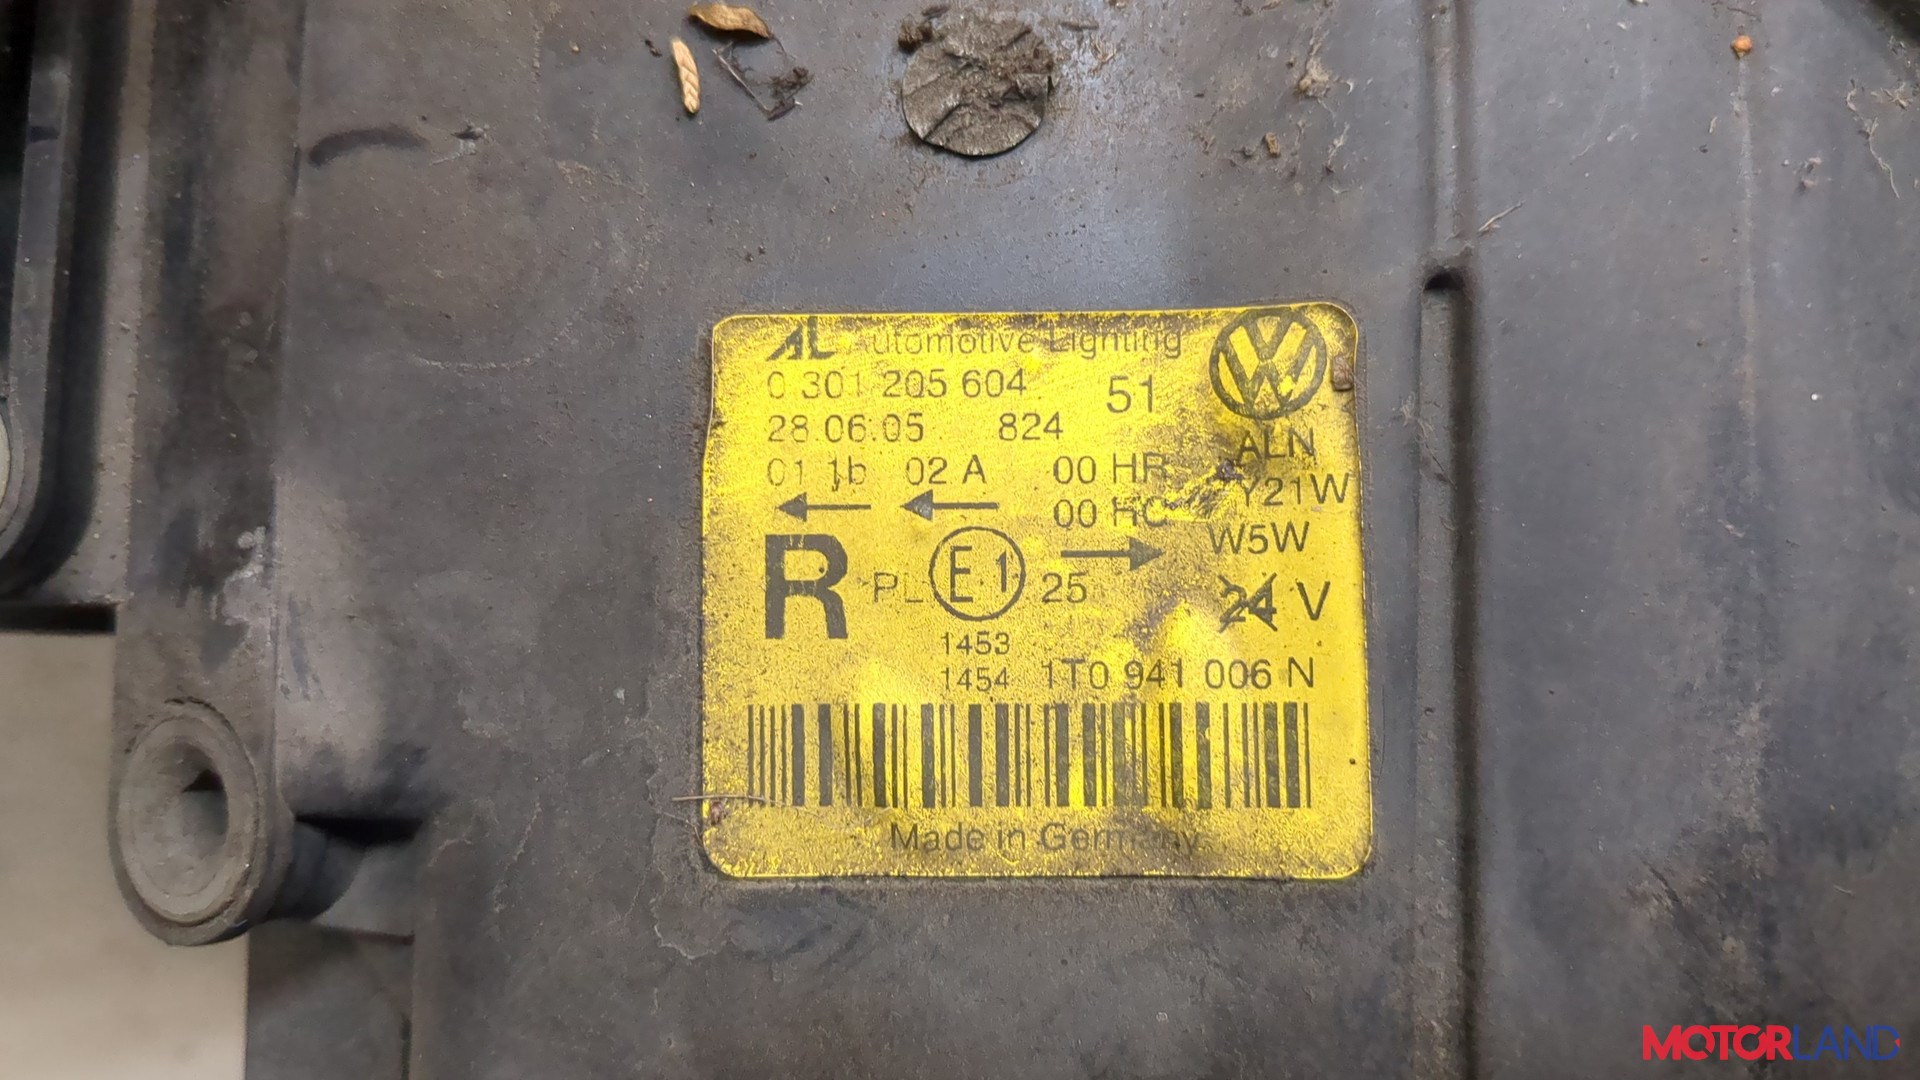 AL Automotive Lighting
0 301 205 604 51
28.06.05 824
ALN
01 1b 02 A 00 HR
Y21W
00 HC
W5W
R PL E1 25
24 V
1453
1454 1T0 941 006 N
Made in Germany
MOTORLAND